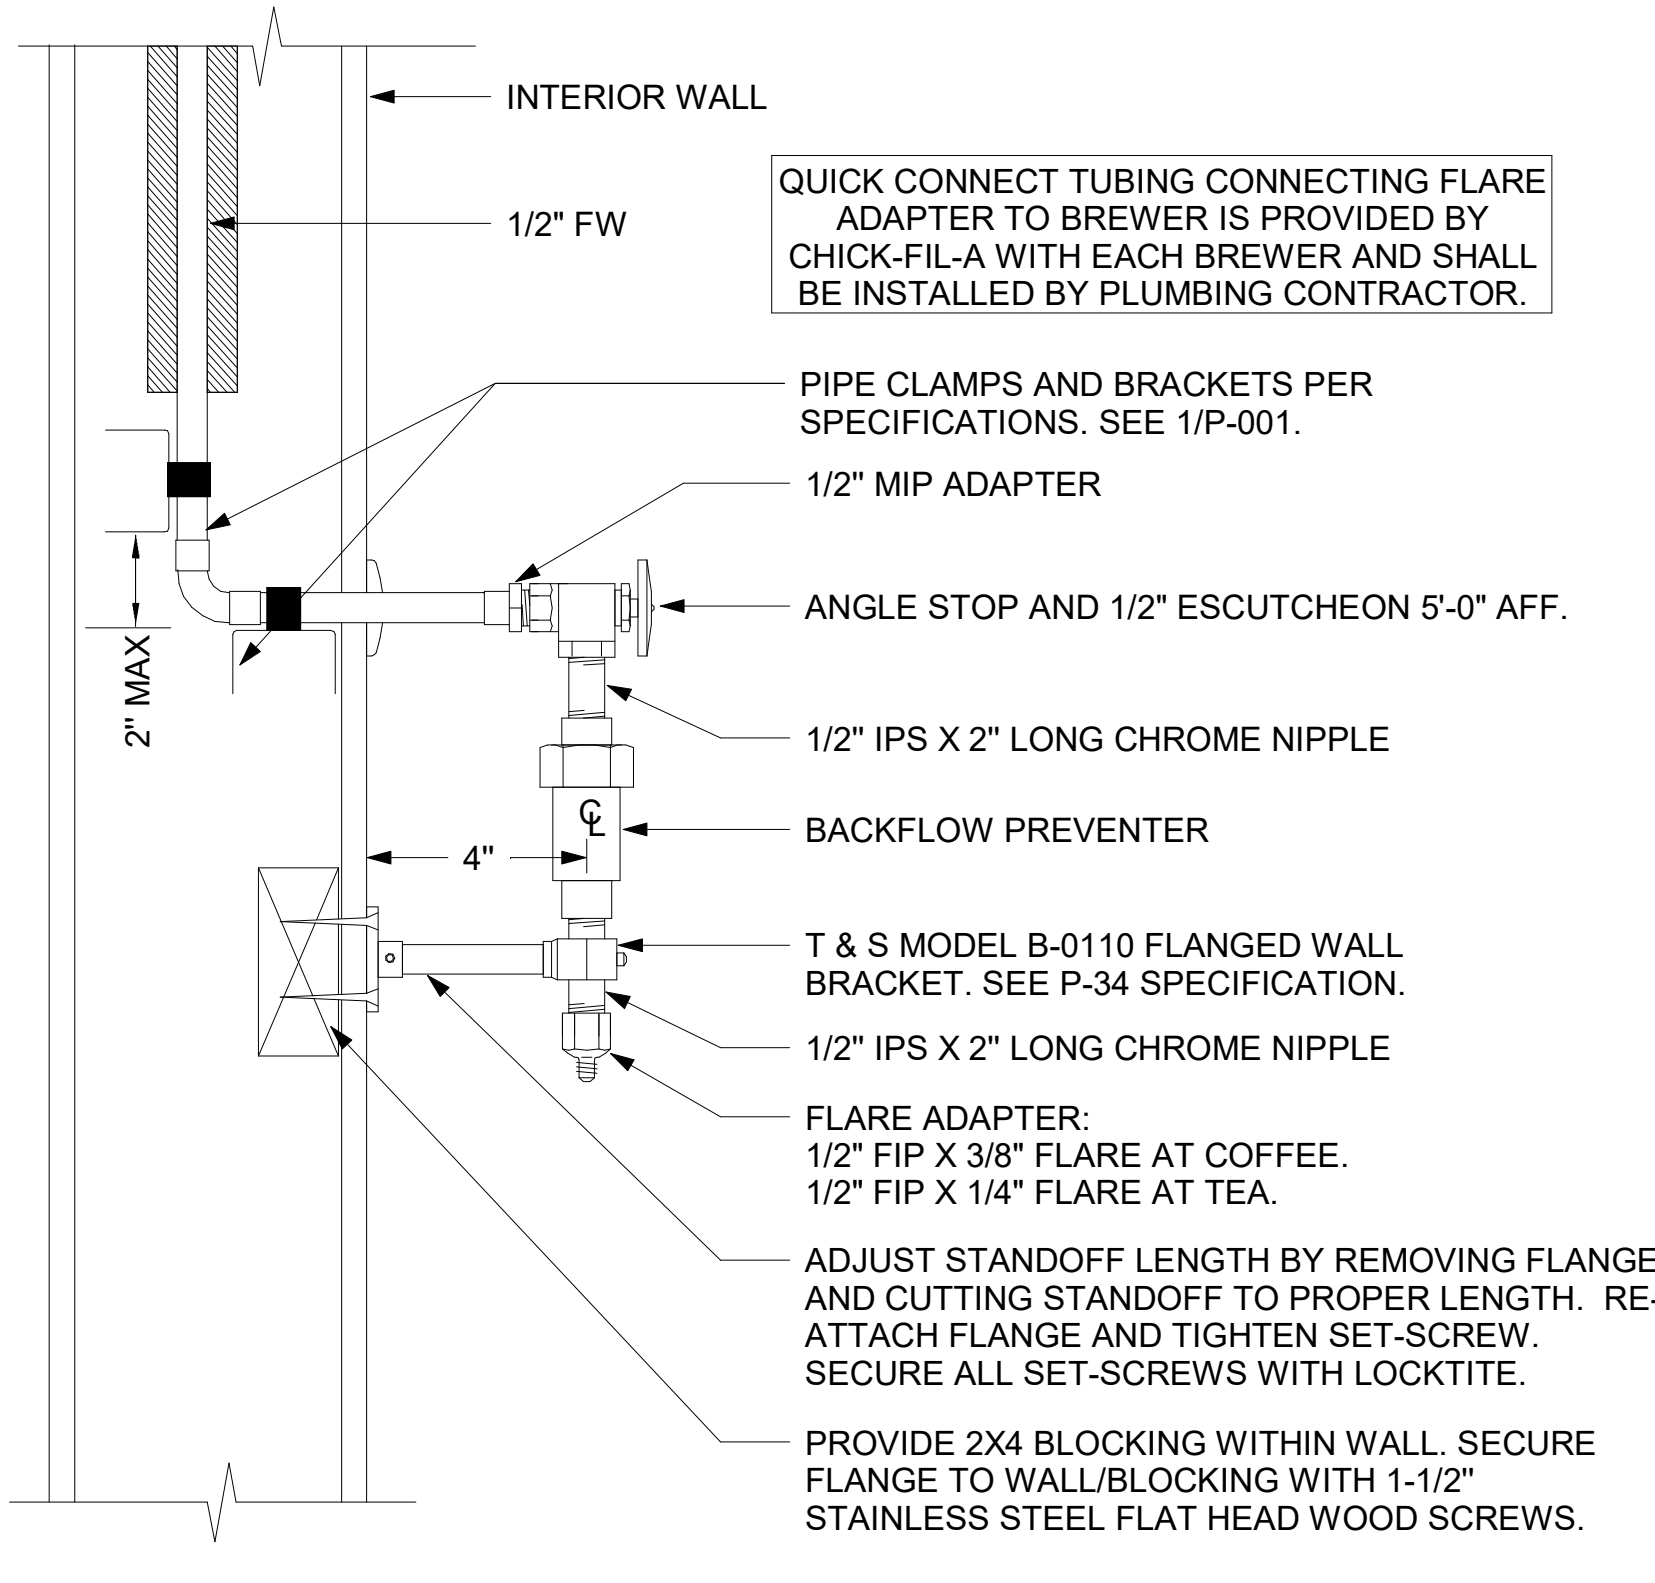 INTERIOR WALL
1/2" FW
QUICK CONNECT TUBING CONNECTING FLARE
ADAPTER TO BREWER IS PROVIDED BY
CHICK-FIL-A WITH EACH BREWER AND SHALL
BE INSTALLED BY PLUMBING CONTRACTOR.
PIPE CLAMPS AND BRACKETS PER
SPECIFICATIONS. SEE 1/P-001.
1/2" MIP ADAPTER
ANGLE STOP AND 1/2" ESCUTCHEON 5'-0" AFF.
2" MAX
1/2" IPS X 2" LONG CHROME NIPPLE
CL
BACKFLOW PREVENTER
4"
T & S MODEL B-0110 FLANGED WALL
BRACKET. SEE P-34 SPECIFICATION.
1/2" IPS X 2" LONG CHROME NIPPLE
FLARE ADAPTER:
1/2" FIP X 3/8" FLARE AT COFFEE.
1/2" FIP X 1/4" FLARE AT TEA.
ADJUST STANDOFF LENGTH BY REMOVING FLANGE
AND CUTTING STANDOFF TO PROPER LENGTH. RE-
ATTACH FLANGE AND TIGHTEN SET-SCREW.
SECURE ALL SET-SCREWS WITH LOCKTITE.
PROVIDE 2X4 BLOCKING WITHIN WALL. SECURE
FLANGE TO WALL/BLOCKING WITH 1-1/2"
STAINLESS STEEL FLAT HEAD WOOD SCREWS.